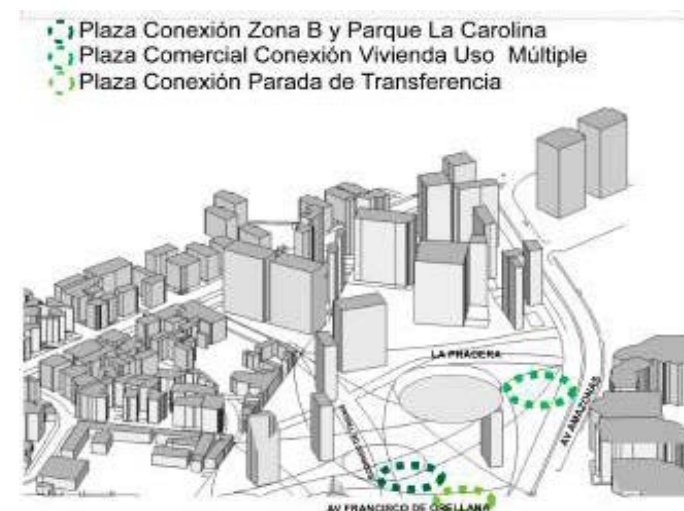 Plaza Conexión Zona B y Parque La Carolina
Plaza Comercial Conexión Vivienda Uso Múltiple
Plaza Conexión Parada de Transferencia
LA PRADERA
AV AMAZONAS
AV FRANCISCO DE ORELLANA